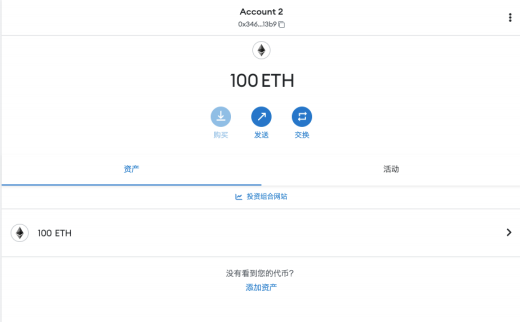 Account 2
0x346...13b9
100 ETH
购买
发送
交换
资产
活动
投资组合网站
100 ETH
没有看到您的代币?
添加资产